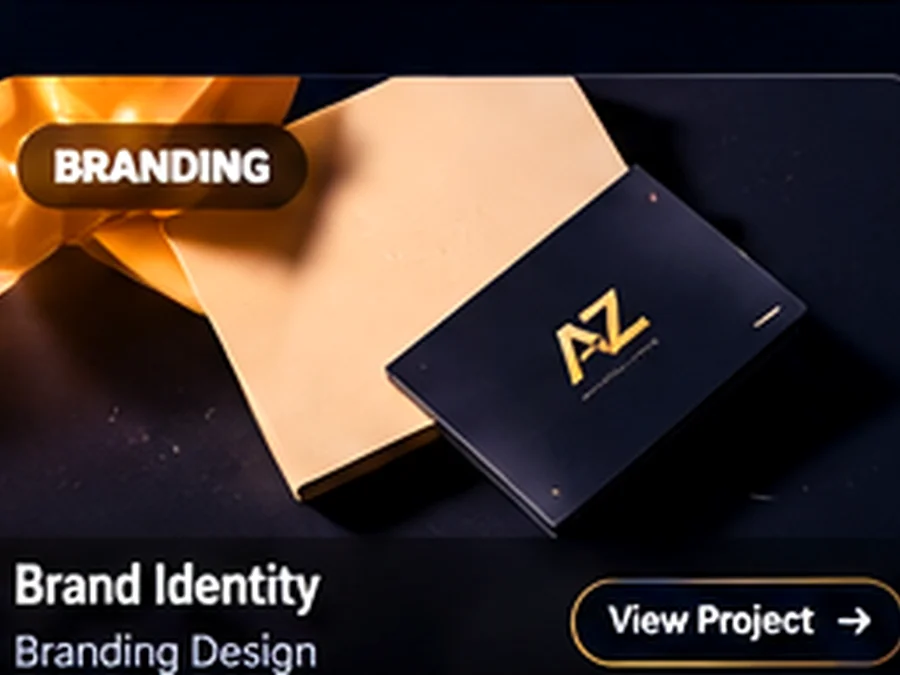 BRANDING
AZ
Brand Identity
Branding Design
View Project →